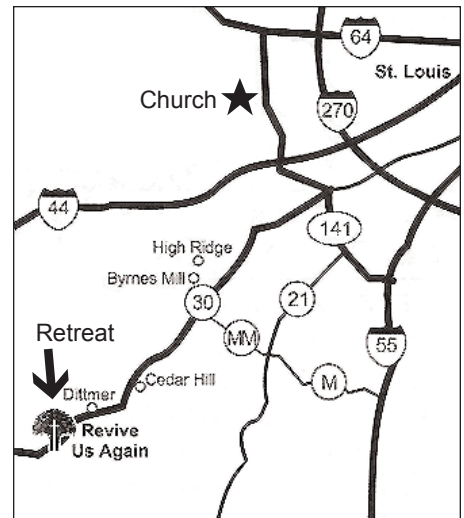 64
St. Louis
Church
270
44
141
High Ridge
Byrnes Mill
30
21
MM
55
Retreat
M
Cedar Hill
Dittmer
Revive
Us Again